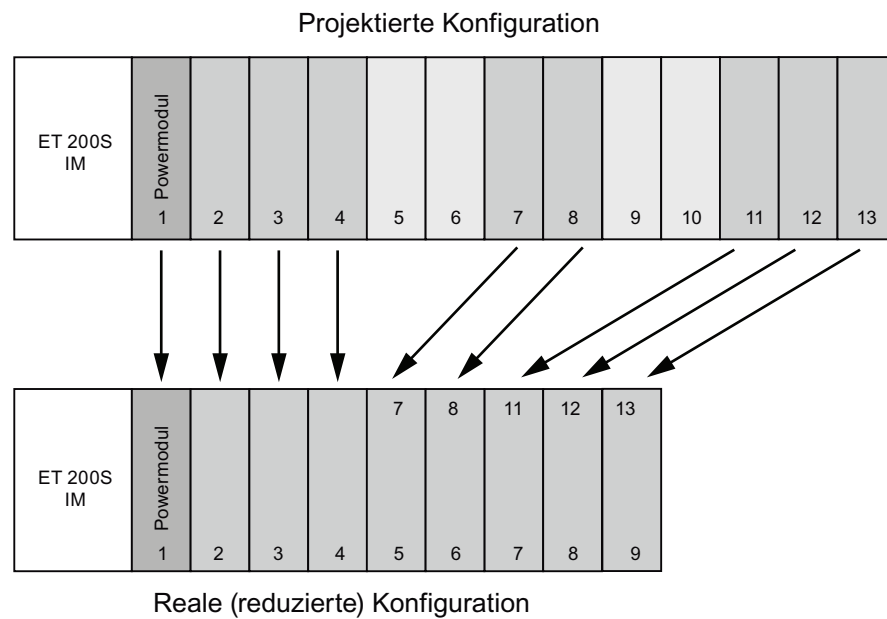 Projektierte Konfiguration
ET 200S
IM
Powermodul
1 2 3 4 5 6 7 8 9 10 11 12 13
7 8 11 12 13
ET 200S
IM
Powermodul
1 2 3 4 5 6 7 8 9
Reale (reduzierte) Konfiguration